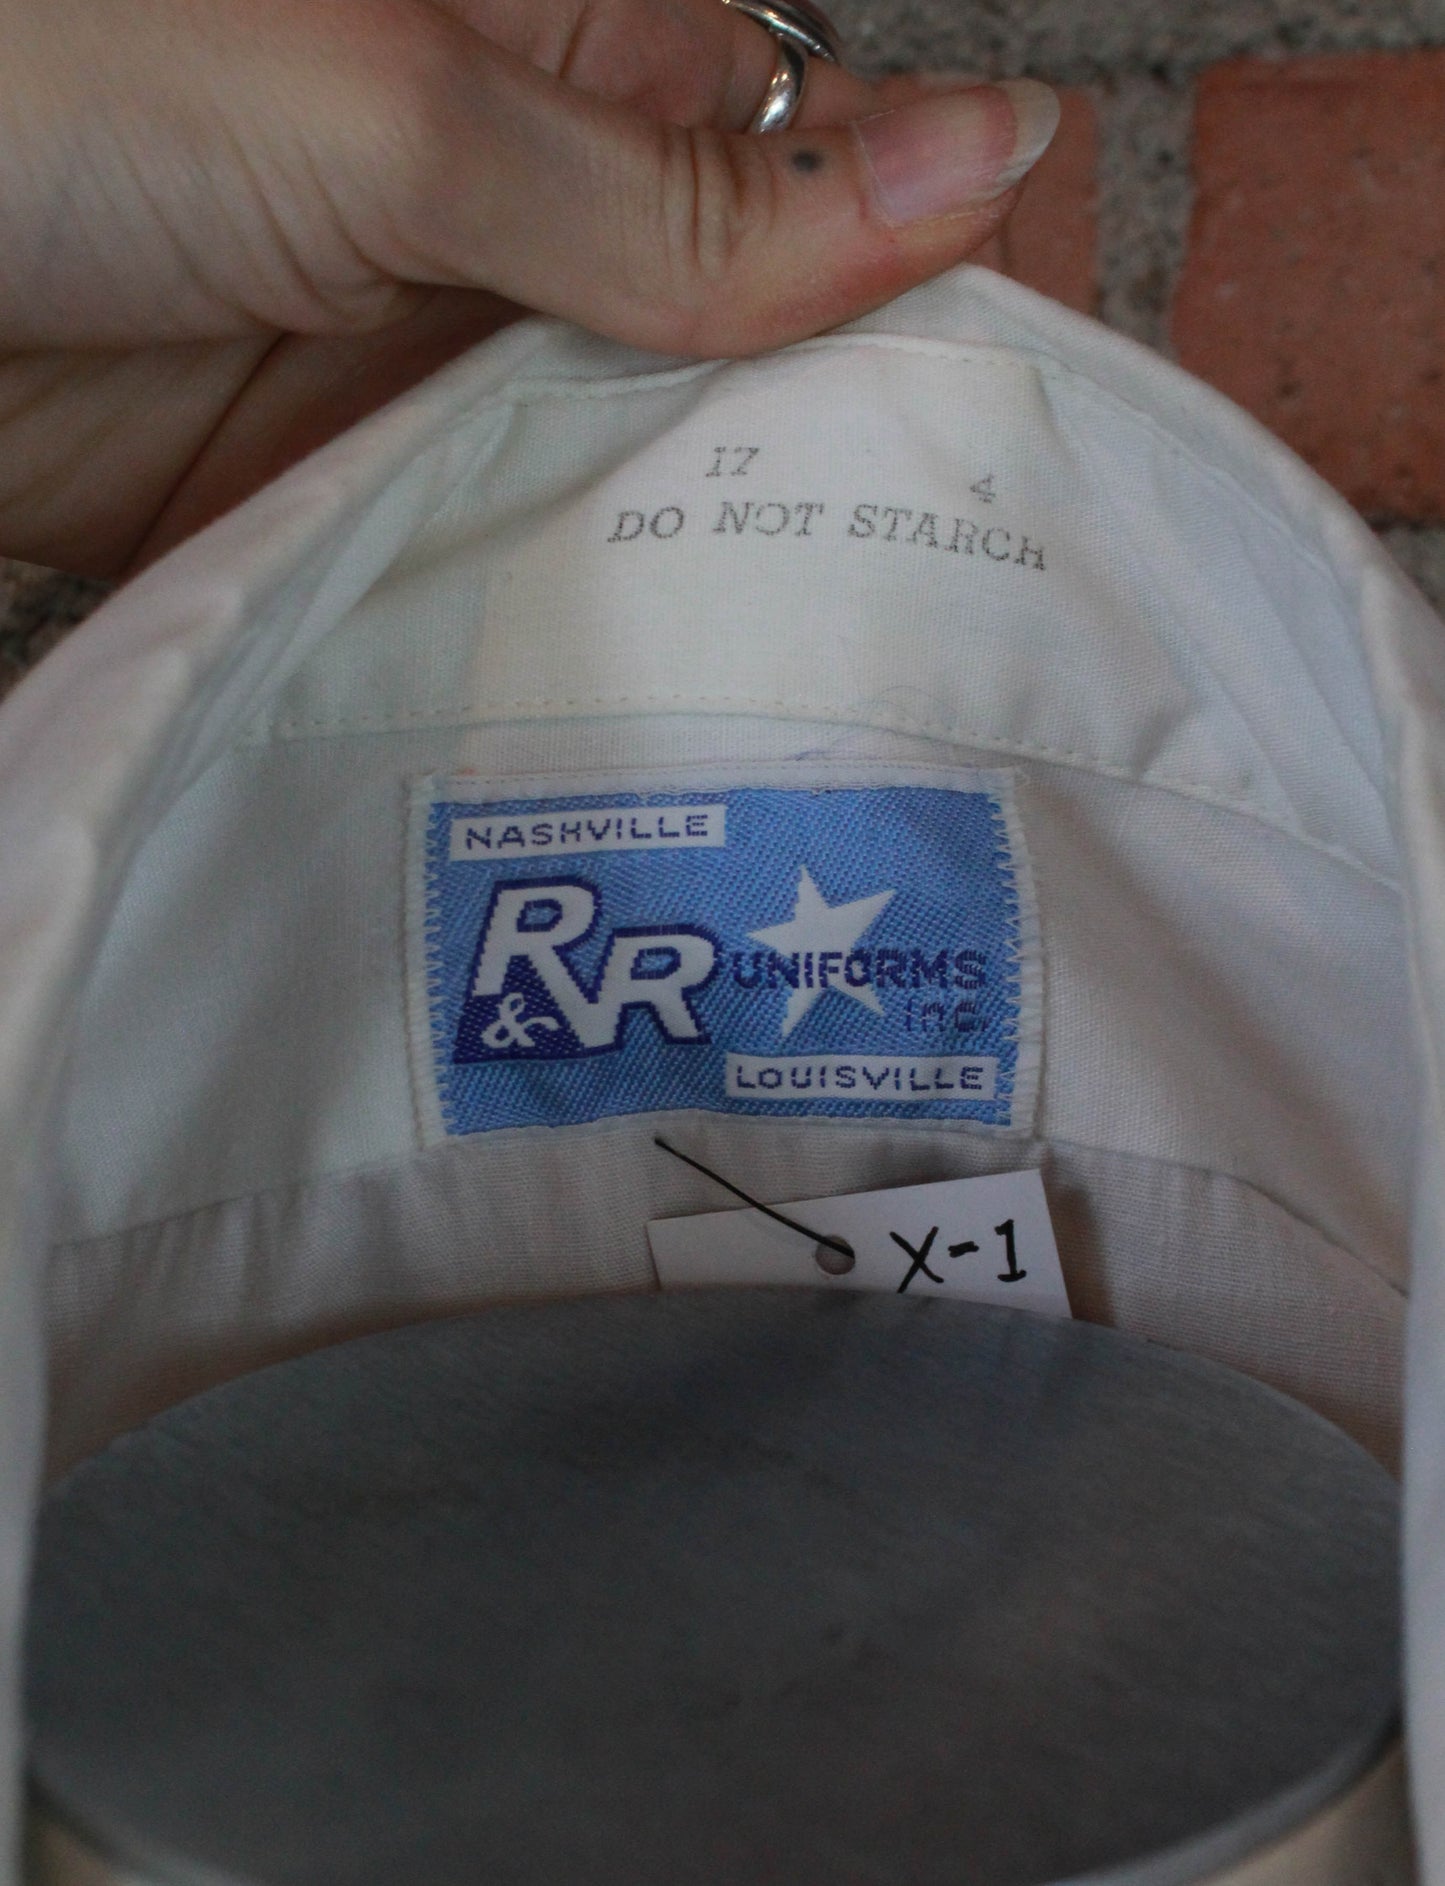 17 4
DO NOT STARCH
NASHVILLE
R&R UNIFORMS
inc.
LOUISVILLE
X-1